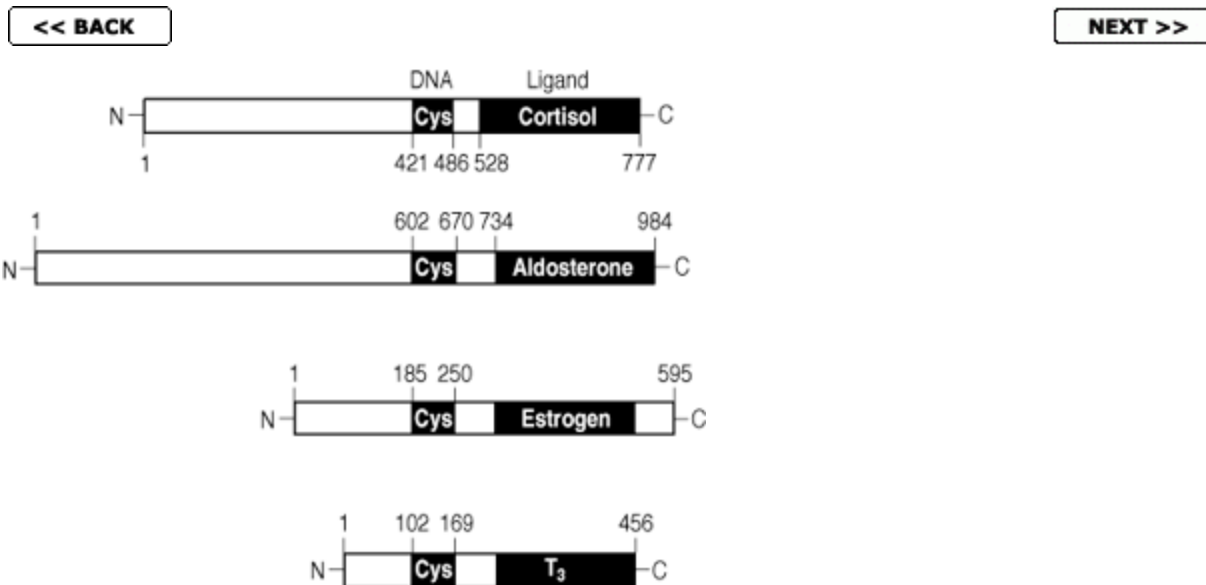 << BACK NEXT >>
DNA Ligand
N Cys Cortisol C
1 421 486 528 777
1 602 670 734 984
N Cys Aldosterone C
1 185 250 595
N Cys Estrogen C
1 102 169 456
N Cys T₃ C